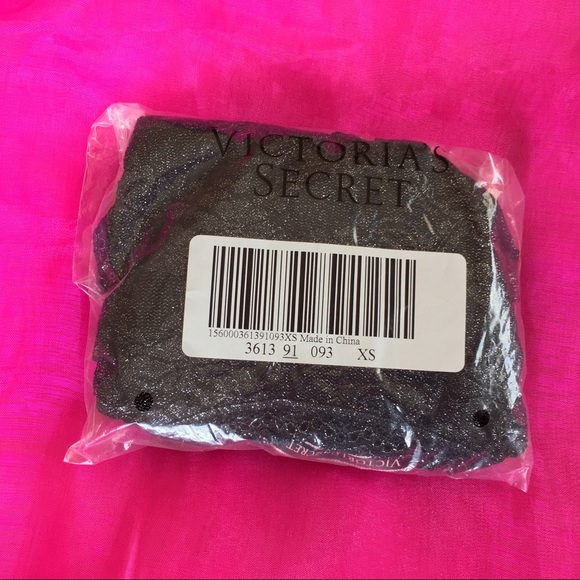 VICTORIA'S
SECRET
156000361391093XS Made in China
3613 91 093 XS